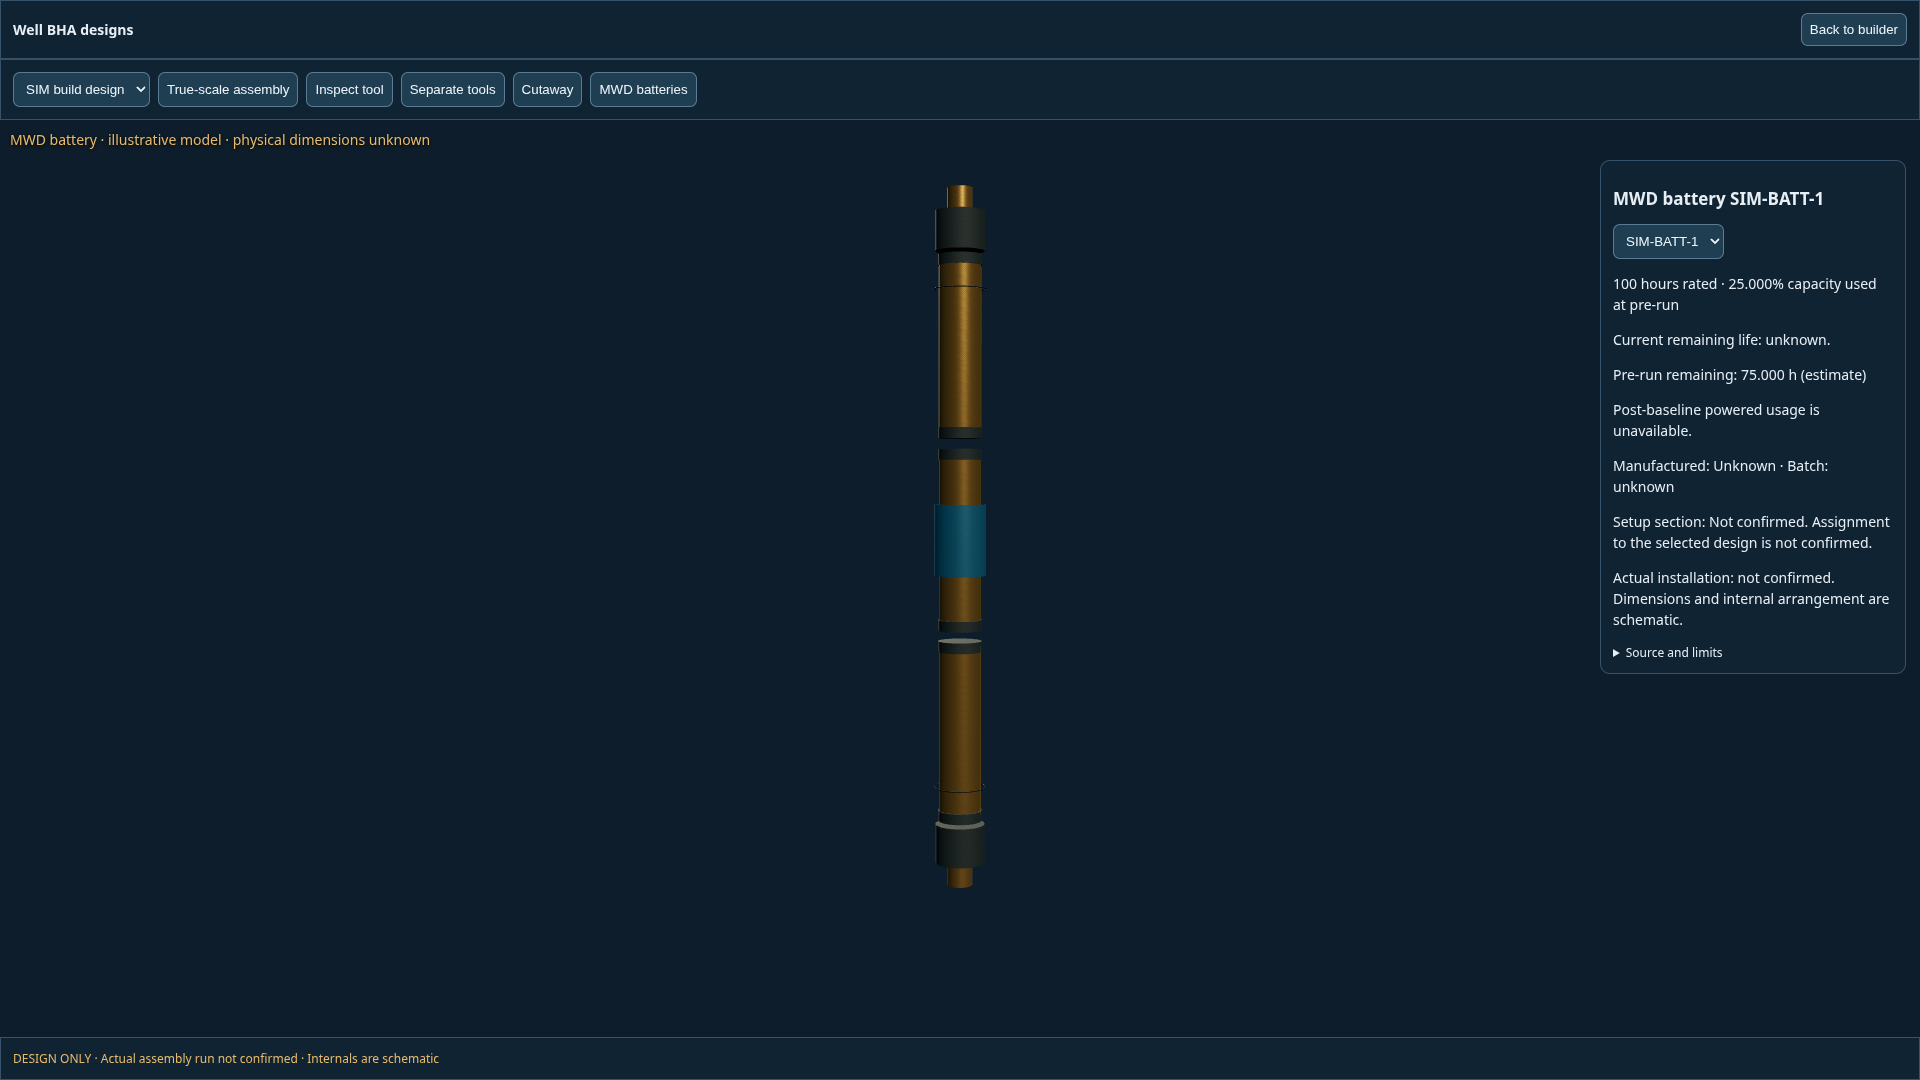 Well BHA designs
Back to builder
SIM build design
True-scale assembly
Inspect tool
Separate tools
Cutaway
MWD batteries
MWD battery · illustrative model · physical dimensions unknown
MWD battery SIM-BATT-1
SIM-BATT-1
100 hours rated · 25.000% capacity used
at pre-run
Current remaining life: unknown.
Pre-run remaining: 75.000 h (estimate)
Post-baseline powered usage is
unavailable.
Manufactured: Unknown · Batch:
unknown
Setup section: Not confirmed. Assignment
to the selected design is not confirmed.
Actual installation: not confirmed.
Dimensions and internal arrangement are
schematic.
Source and limits
DESIGN ONLY · Actual assembly run not confirmed · Internals are schematic